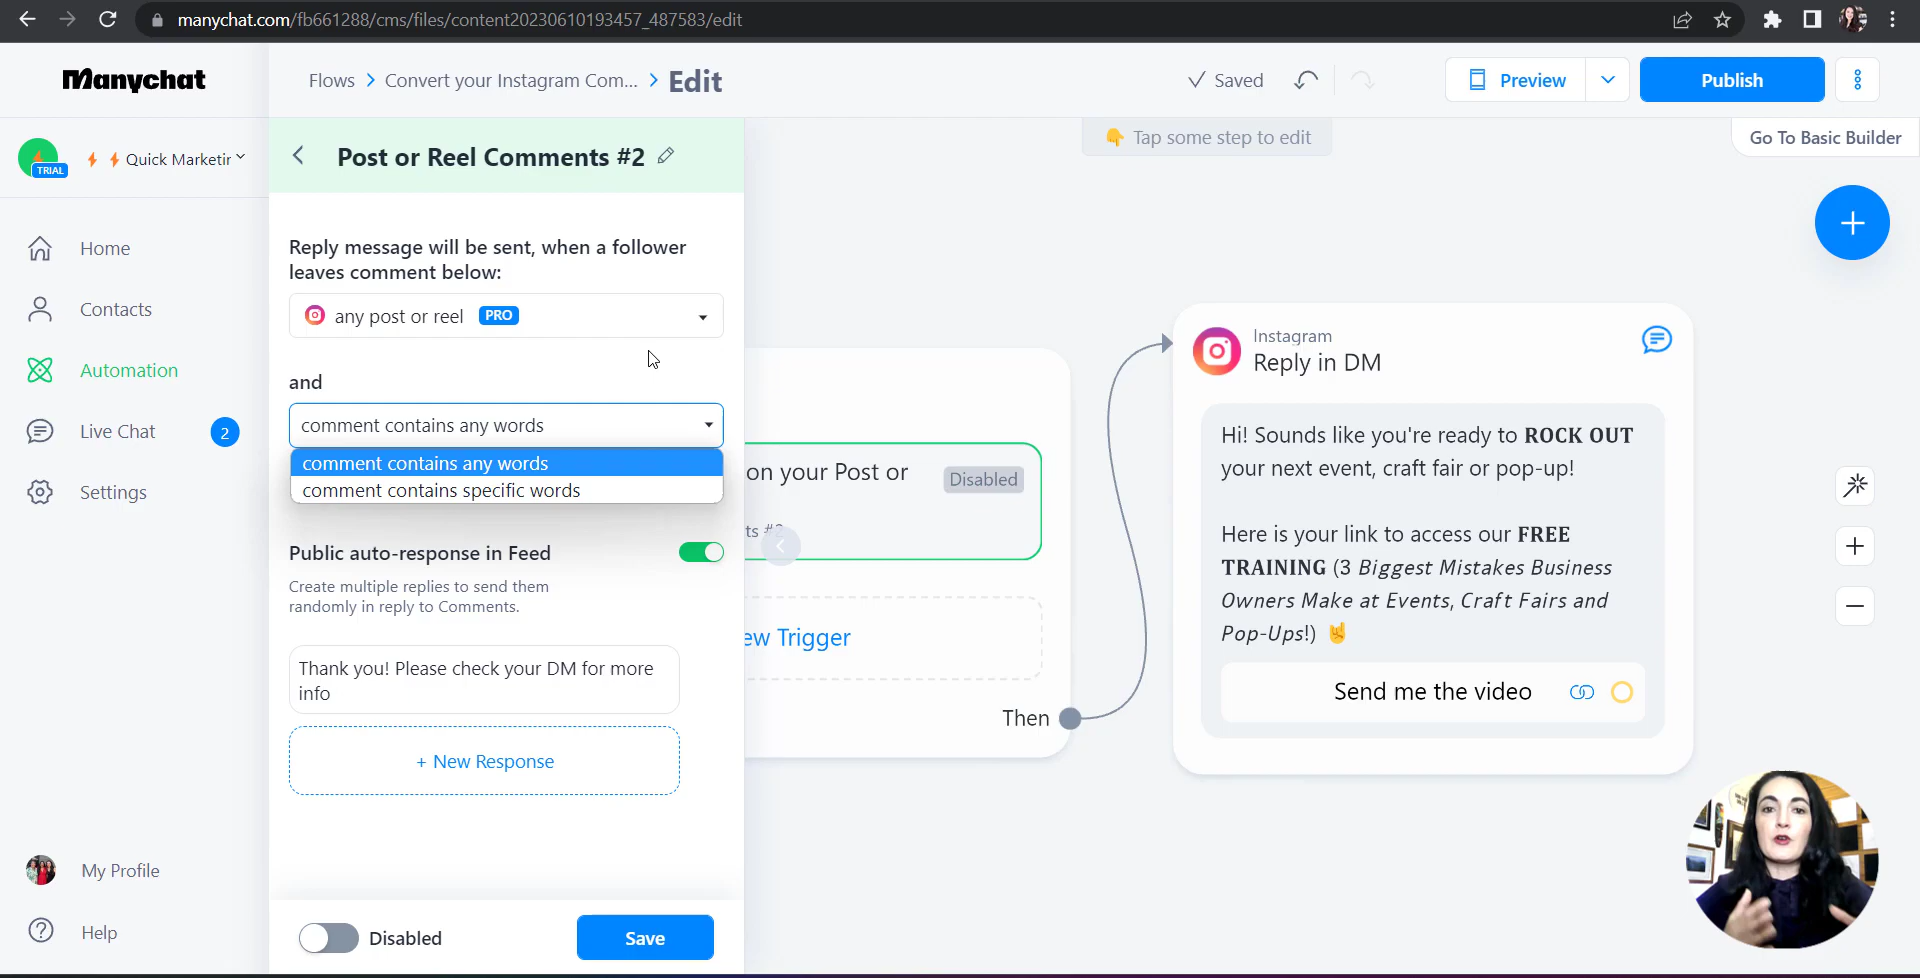 manychat.com/fb661288/cms/files/content20230610193457_487583/edit
Manychat
Flows > Convert your Instagram Com... > Edit
Saved
Preview
Publish
TRIAL
Quick Marketir
Post or Reel Comments #2
👇 Tap some step to edit
Go To Basic Builder
Home
Contacts
Automation
Live Chat
2
Settings
My Profile
Help
Reply message will be sent, when a follower
leaves comment below:
any post or reel PRO
and
comment contains any words
comment contains any words
comment contains specific words
Public auto-response in Feed
Create multiple replies to send them
randomly in reply to Comments.
Thank you! Please check your DM for more
info
+ New Response
Disabled
Save
on your Post or
Disabled
ts #2
ew Trigger
Then
Instagram
Reply in DM
Hi! Sounds like you're ready to ROCK OUT
your next event, craft fair or pop-up!
Here is your link to access our FREE
TRAINING (3 Biggest Mistakes Business
Owners Make at Events, Craft Fairs and
Pop-Ups!) 🤘
Send me the video